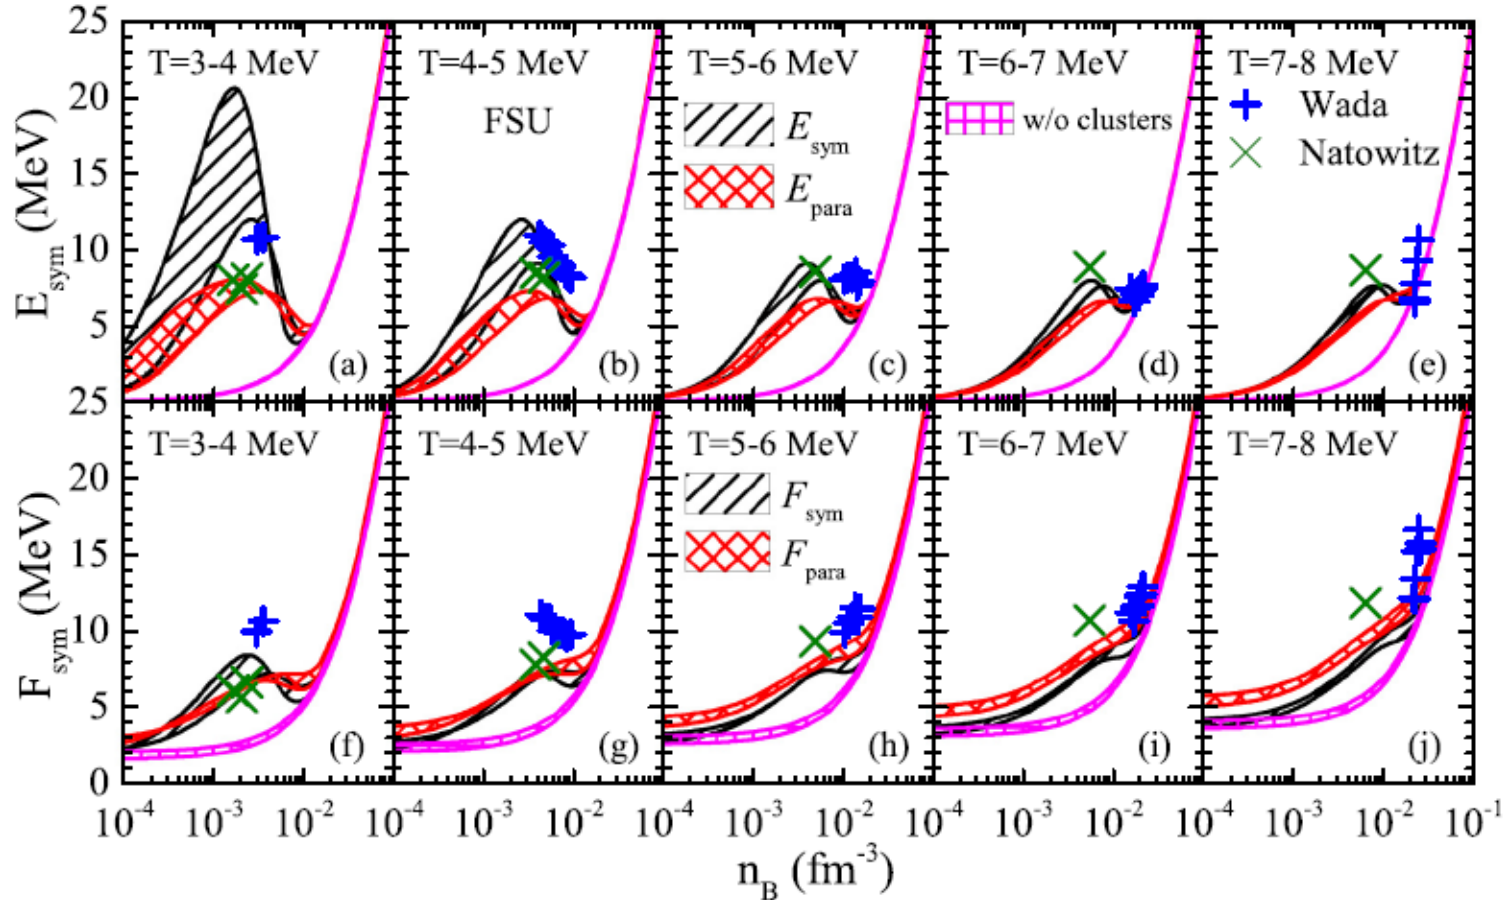 25
20
15
10
5
E_sym (MeV)
T=3-4 MeV
(a)
T=4-5 MeV
FSU
(b)
T=5-6 MeV
E_sym
E_para
(c)
T=6-7 MeV
w/o clusters
(d)
T=7-8 MeV
Wada
Natowitz
(e)
25
20
15
10
5
0
F_sym (MeV)
T=3-4 MeV
(f)
T=4-5 MeV
(g)
T=5-6 MeV
F_sym
F_para
(h)
T=6-7 MeV
(i)
T=7-8 MeV
(j)
10^-4 10^-3 10^-2 10^-4 10^-3 10^-2 10^-4 10^-3 10^-2 10^-4 10^-3 10^-2 10^-4 10^-3 10^-2 10^-1
n_B (fm^-3)